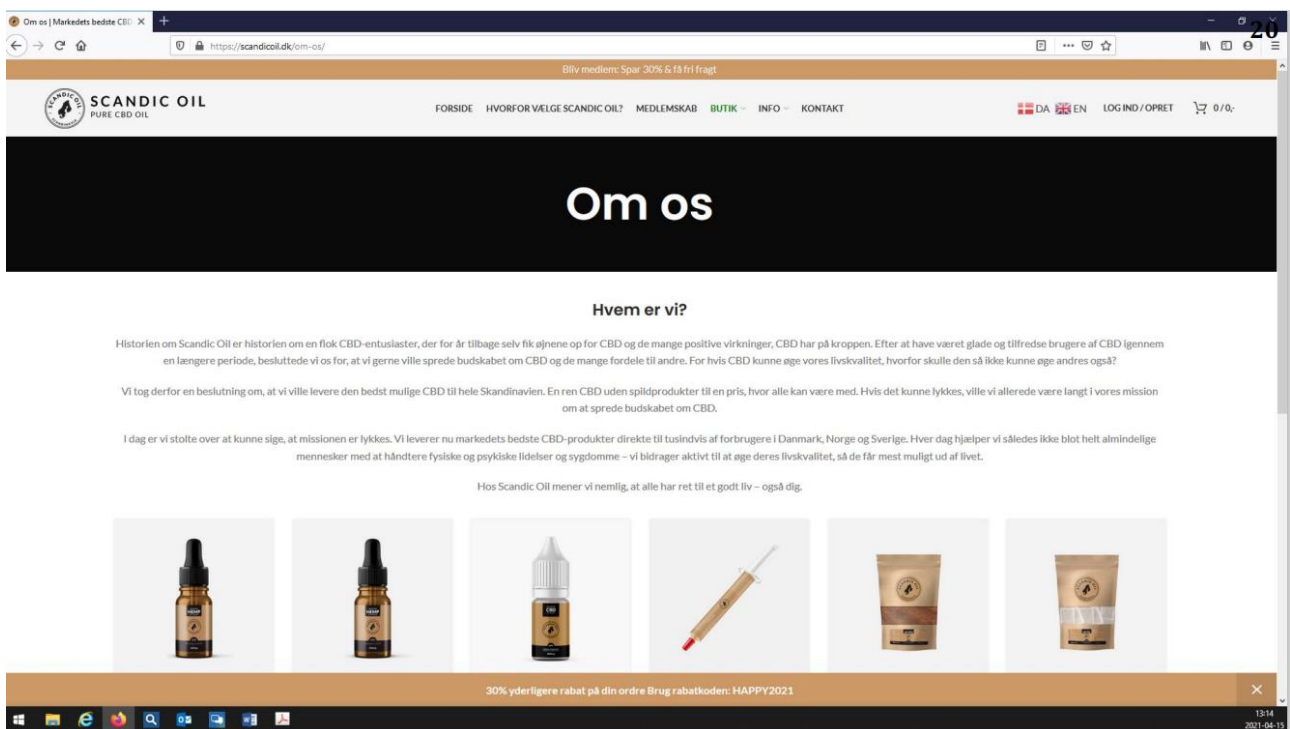 Om os | Markedets bedste CBD
20
https://scandicoil.dk/om-os/
Bliv medlem: Spar 30% & få fri fragt
SCANDIC OIL
PURE CBD OIL
FORSIDE HVORFOR VÆLGE SCANDIC OIL? MEDLEMSKAB BUTIK INFO KONTAKT
DA EN LOG IND / OPRET 0 / 0,-
Om os
Hvem er vi?
Historien om Scandic Oil er historien om en flok CBD-entusiaster, der for år tilbage selv fik øjnene op for CBD og de mange positive virkninger, CBD har på kroppen. Efter at have været glade og tilfredse brugere af CBD igennem
en længere periode, besluttede vi os for, at vi gerne ville sprede budskabet om CBD og de mange fordele til andre. For hvis CBD kunne øge vores livskvalitet, hvorfor skulle den så ikke kunne øge andres også?
Vi tog derfor en beslutning om, at vi ville levere den bedst mulige CBD til hele Skandinavien. En ren CBD uden spildprodukter til en pris, hvor alle kan være med. Hvis det kunne lykkes, ville vi allerede være langt i vores mission
om at sprede budskabet om CBD.
I dag er vi stolte over at kunne sige, at missionen er lykkes. Vi leverer nu markedets bedste CBD-produkter direkte til tusindvis af forbrugere i Danmark, Norge og Sverige. Hver dag hjælper vi således ikke blot helt almindelige
mennesker med at håndtere fysiske og psykiske lidelser og sygdomme – vi bidrager aktivt til at øge deres livskvalitet, så de får mest muligt ud af livet.
Hos Scandic Oil mener vi nemlig, at alle har ret til et godt liv – også dig.
CBD
30% yderligere rabat på din ordre Brug rabatkoden: HAPPY2021
13:14
2021-04-15